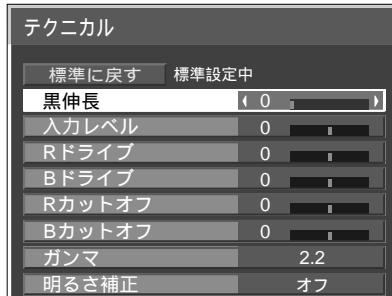 テクニカル
標準に戻す 標準設定中
黒伸長 0
入力レベル 0
Rドライブ 0
Bドライブ 0
Rカットオフ 0
Bカットオフ 0
ガンマ 2.2
明るさ補正 オフ